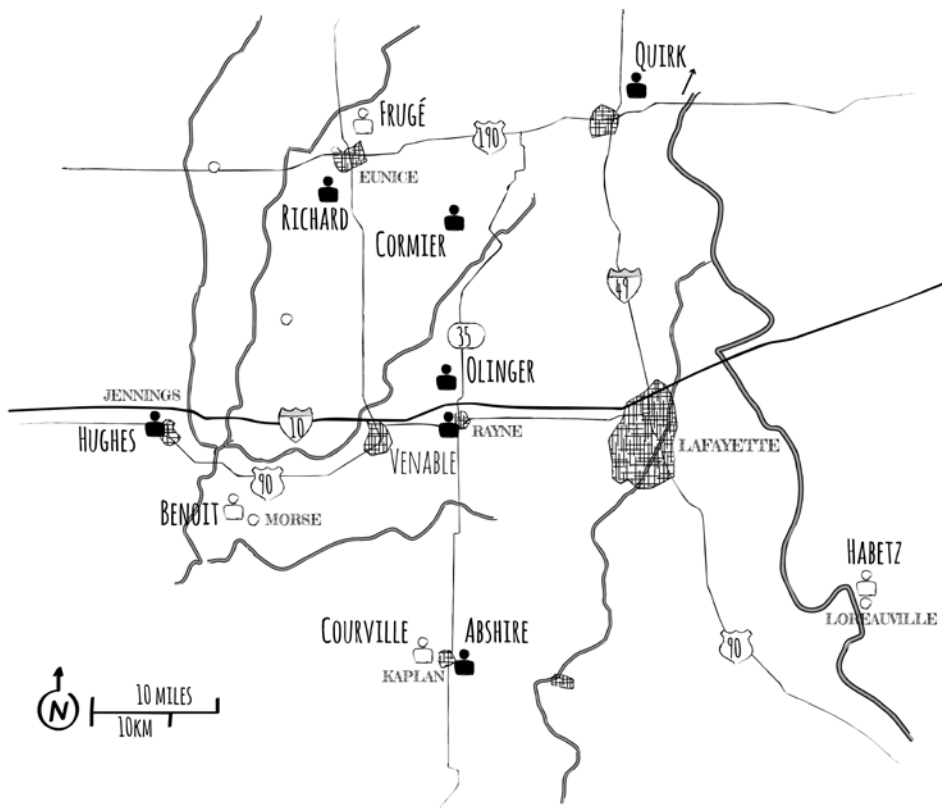 QUIRK
FRUGÉ
190
EUNICE
RICHARD
CORMIER
49
35
OLINGER
JENNINGS
10
HUGHES
RAYNE
VENABLE
LAFAYETTE
90
BENOIT
MORSE
HABETZ
LOREAUVILLE
COURVILLE
ABSHIRE
KAPLAN
90
N
10 MILES
10KM